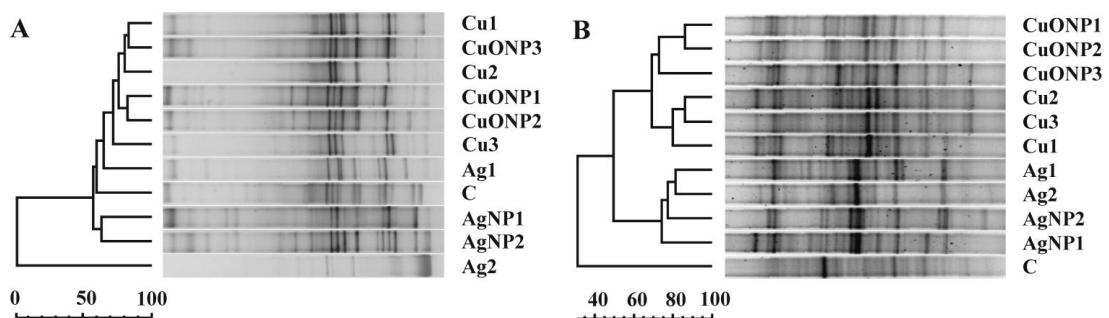 A
Cu1
CuONP3
Cu2
CuONP1
CuONP2
Cu3
Ag1
C
AgNP1
AgNP2
Ag2
0 50 100
B
CuONP1
CuONP2
CuONP3
Cu2
Cu3
Cu1
Ag1
Ag2
AgNP2
AgNP1
C
40 60 80 100